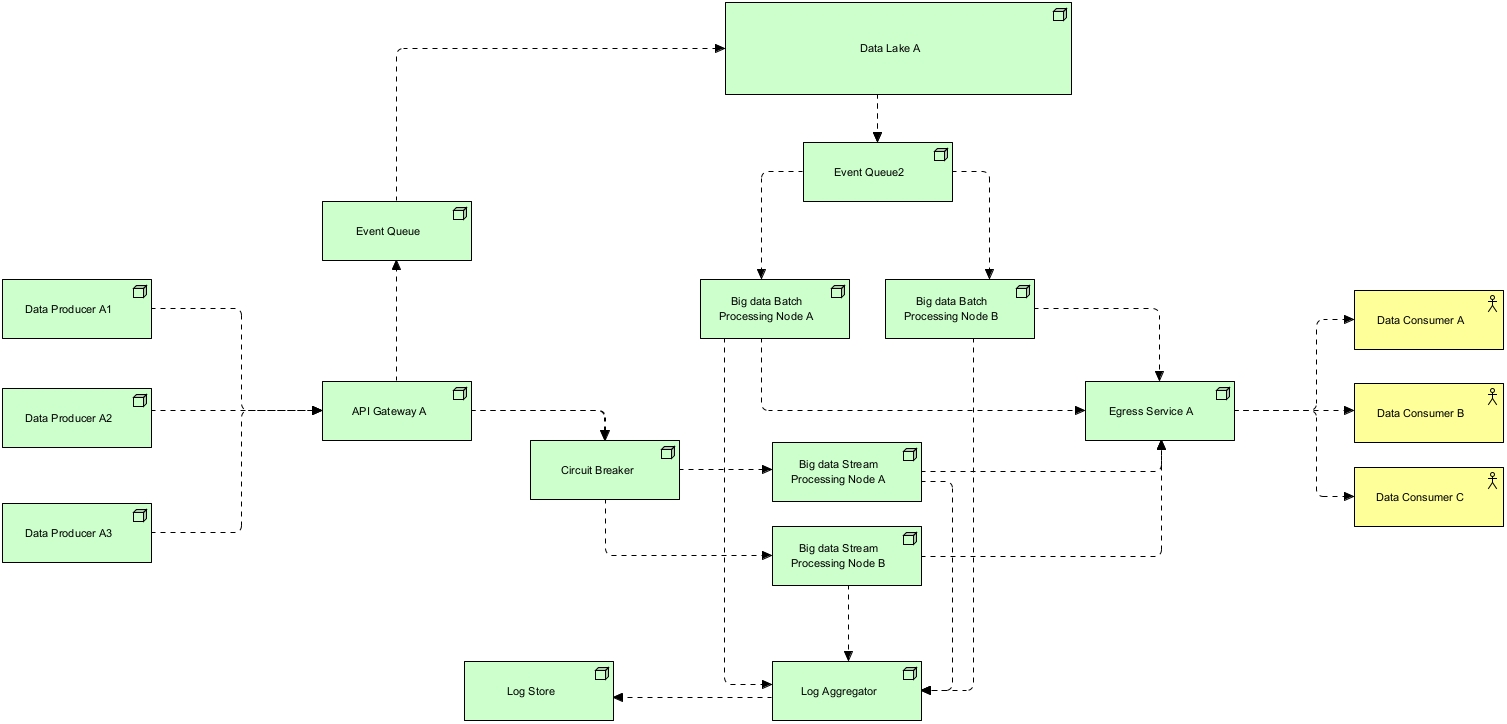 Data Lake A
Event Queue2
Event Queue
Data Producer A1
Big data Batch
Processing Node A
Big data Batch
Processing Node B
Data Consumer A
Data Producer A2
API Gateway A
Egress Service A
Data Consumer B
Circuit Breaker
Big data Stream
Processing Node A
Data Consumer C
Data Producer A3
Big data Stream
Processing Node B
Log Store
Log Aggregator